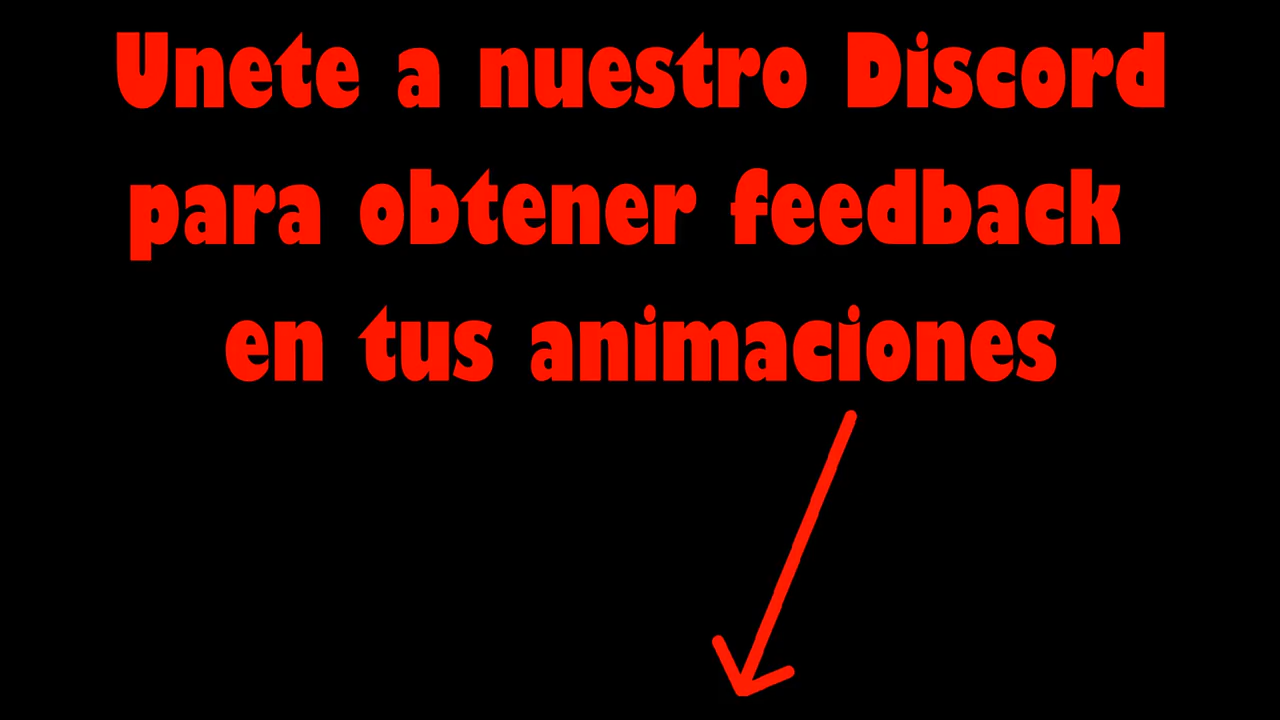 Unete a nuestro Discord
para obtener feedback
en tus animaciones